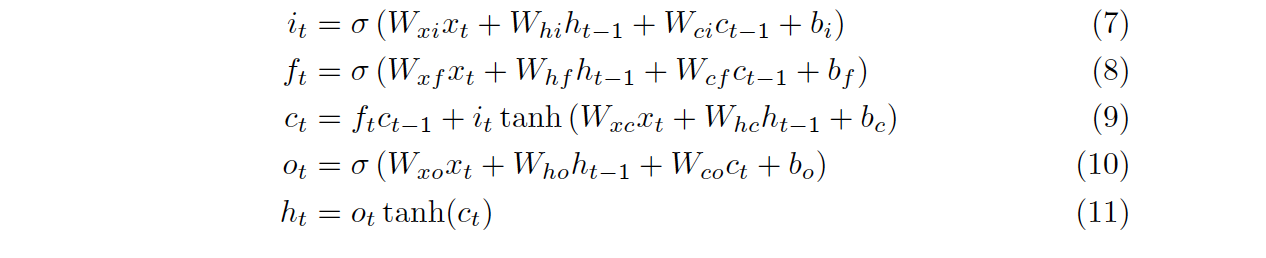 i_t = σ (W_{xi}x_t + W_{hi}h_{t−1} + W_{ci}c_{t−1} + b_i) (7)
f_t = σ (W_{xf}x_t + W_{hf}h_{t−1} + W_{cf}c_{t−1} + b_f) (8)
c_t = f_tc_{t−1} + i_t tanh (W_{xc}x_t + W_{hc}h_{t−1} + b_c) (9)
o_t = σ (W_{xo}x_t + W_{ho}h_{t−1} + W_{co}c_t + b_o) (10)
h_t = o_t tanh(c_t) (11)